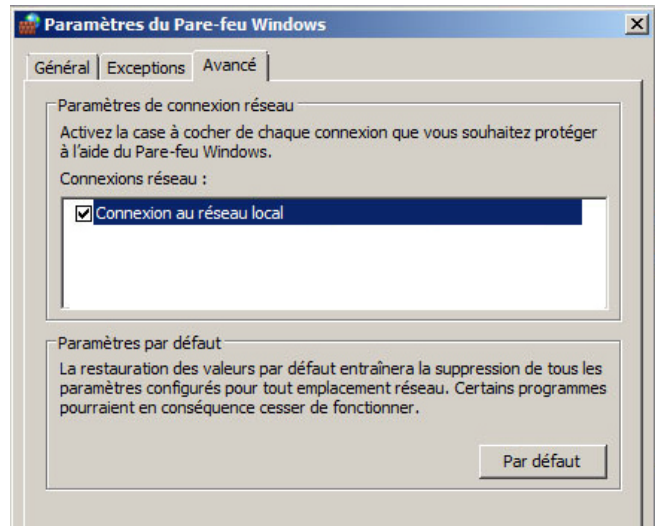 Paramètres du Pare-feu Windows
Général Exceptions Avancé
Paramètres de connexion réseau
Activez la case à cocher de chaque connexion que vous souhaitez protéger
à l'aide du Pare-feu Windows.
Connexions réseau :
Connexion au réseau local
Paramètres par défaut
La restauration des valeurs par défaut entraînera la suppression de tous les
paramètres configurés pour tout emplacement réseau. Certains programmes
pourraient en conséquence cesser de fonctionner.
Par défaut